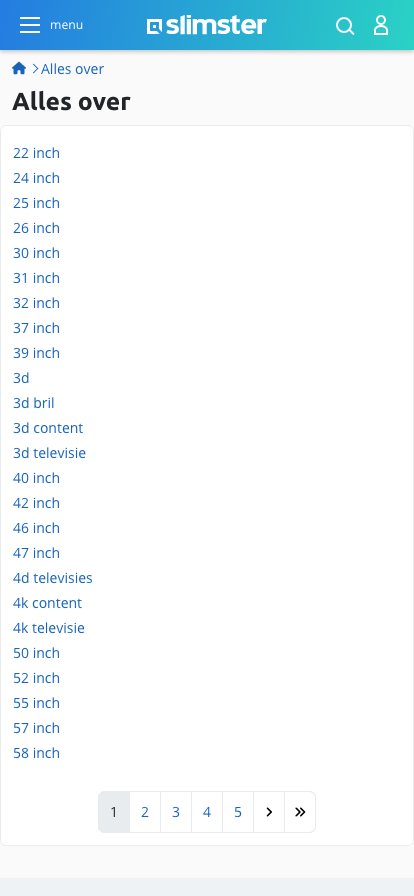 menu
slimster
Alles over
Alles over
22 inch
24 inch
25 inch
26 inch
30 inch
31 inch
32 inch
37 inch
39 inch
3d
3d bril
3d content
3d televisie
40 inch
42 inch
46 inch
47 inch
4d televisies
4k content
4k televisie
50 inch
52 inch
55 inch
57 inch
58 inch
1 2 3 4 5 › »